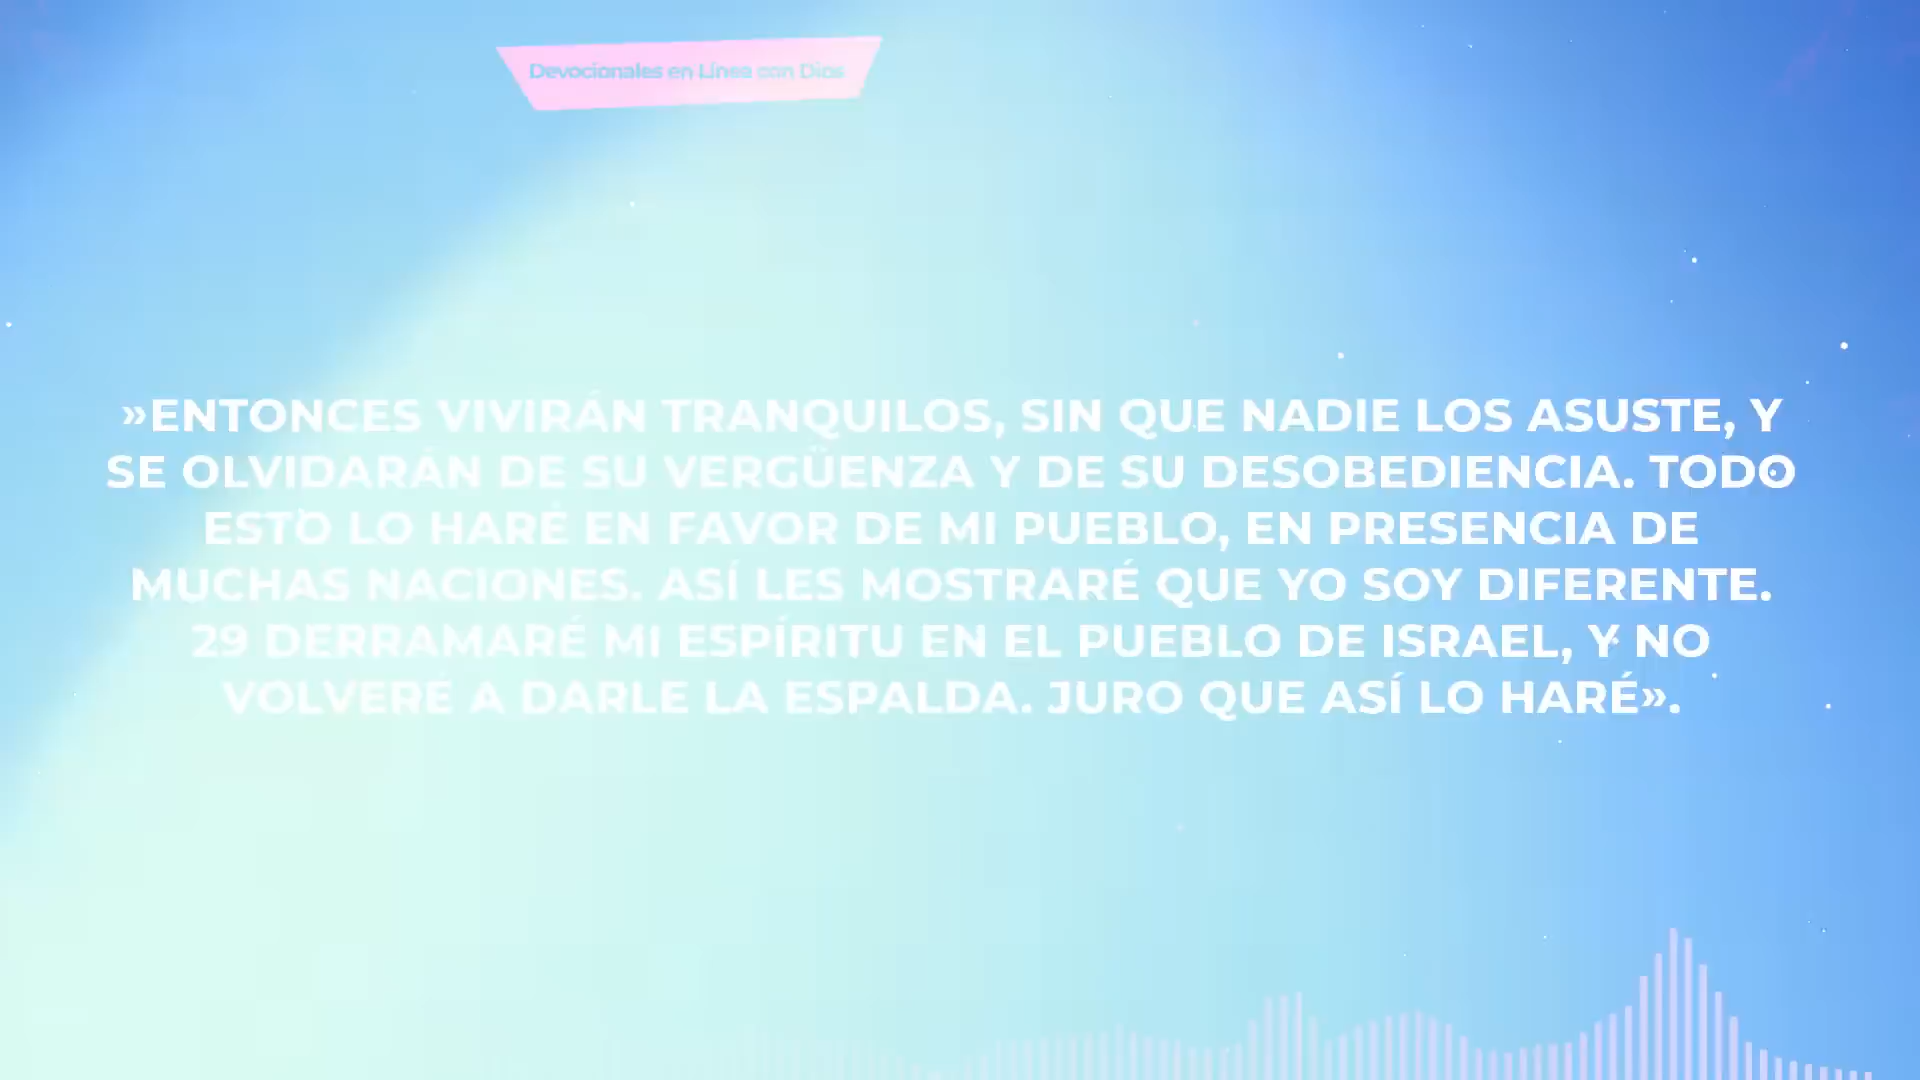 Devocionales en Línea con Dios
»ENTONCES VIVIRÁN TRANQUILOS, SIN QUE NADIE LOS ASUSTE, Y
SE OLVIDARÁN DE SU VERGÜENZA Y DE SU DESOBEDIENCIA. TODO
ESTO LO HARÉ EN FAVOR DE MI PUEBLO, EN PRESENCIA DE
MUCHAS NACIONES. ASÍ LES MOSTRARÉ QUE YO SOY DIFERENTE.
29 DERRAMARÉ MI ESPÍRITU EN EL PUEBLO DE ISRAEL, Y NO
VOLVERÉ A DARLE LA ESPALDA. JURO QUE ASÍ LO HARÉ».